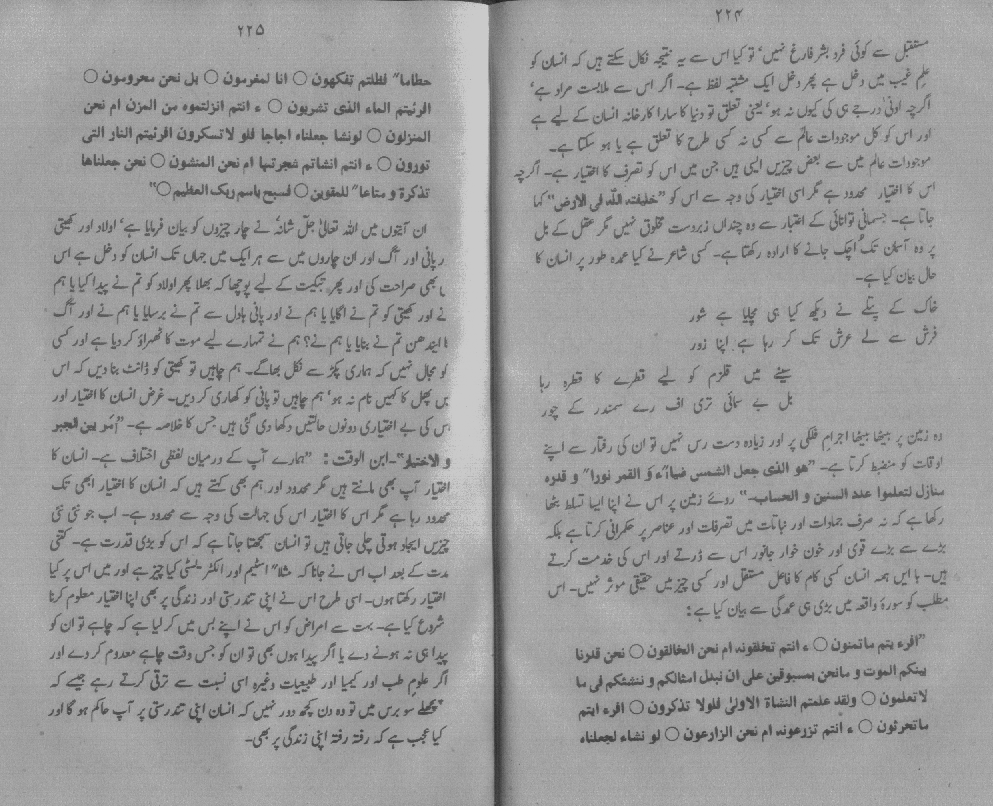 ۲۲۴
مستقبل سے کوئی فرد بشر فارغ نہیں‘ تو کیا اس سے یہ نتیجہ نکال سکتے ہیں کہ انسان کو
علم غیب میں دخل ہے پھر دخل ایک مشتبہ لفظ ہے۔ اگر اس سے ملابست مراد ہے‘
اگرچہ ادنیٰ درجے ہی کی کیوں نہ ہو‘ یعنی تعلق تو دنیا کا سارا کارخانہ انسان کے لیے ہے
اور اس کو کل موجودات عالم سے کسی نہ کسی طرح کا تعلق ہے یا ہو سکتا ہے۔
موجودات عالم میں سے بعض چیزیں ایسی ہیں جن میں اس کو تصرف کا اختیار ہے۔ اگرچہ
اس کا اختیار محدود ہے مگر اسی اختیار کی وجہ سے اس کو ”خلیفتہ اللّٰہ فی الارض“ کہا
جاتا ہے۔ جسمانی توانائی کے اعتبار سے وہ چنداں زبردست مخلوق نہیں مگر عقل کے بل
پر وہ آسمان تک اچک جانے کا ارادہ رکھتا ہے۔ کسی شاعر نے کیا عمدہ طور پر انسان کا
حال بیان کیا ہے۔
خاک کے پتلے نے دیکھ کیا ہی مچایا ہے شور
فرش سے لے عرش تک کر رہا ہے اپنا زور
سینے میں قلزم کو لیے قطرے کا قطرہ رہا
بل بے سمائی تری اف رے سمندر کے چور
وہ زمین پر بیٹھا بیٹھا اجرام فلکی پر اور زیادہ دست رس نہیں تو ان کی رفتار سے اپنے
اوقات کو منضبط کرتا ہے۔ ”ھو الذی جعل الشمس ضیاء و القمر نورا“ و قدرہ
منازل لتعلموا عدد السنین و الحساب۔“ روئے زمین پر اس نے اپنا ایسا تسلط بٹھا
رکھا ہے کہ نہ صرف جمادات اور نباتات میں تصرفات اور عناصر پر حکمرانی کرتا ہے بلکہ
بڑے سے بڑے قوی اور خون خوار جانور اس سے ڈرتے اور اس کی خدمت کرتے
ہیں۔ با ایں ہمہ انسان کسی کام کا فاعل مستقل اور کسی چیز میں حقیقی موثر نہیں۔ اس
مطلب کو سورۂ واقعہ میں بڑی ہی عمدگی سے بیان کیا ہے:
”افرء یتم ماتمنون ○ ء انتم تخلقونہ ام نحن الخالقون ○ نحن قدرنا
بینکم الموت و مانحن بمسبوقین علی ان نبدل امثالکم و ننشئکم فی ما
لا تعلمون ○ ولقد علمتم النشاۃ الاولیٰ فلولا تذکرون ○ افرء ایتم
ماتحرثون ○ ء انتم تزرعونہ ام نحن الزارعون ○ لو نشاء لجعلناہ
۲۲۵
حطاما“ فظلتم تفکھون ○ انا لمغرمون ○ بل نحن محرومون ○
افرئیتم الماء الذی تشربون ○ ء انتم انزلتموہ من المزن ام نحن
المنزلون ○ لونشا جعلناہ اجاجا فلو لا تسکرون افرئیتم النار التی
تورون ○ ء انتم انشاتم شجرتھا ام نحن المنشون ○ نحن جعلناھا
تذکرۃ و متاعا“ للمقوین ○ فسبح باسم ربک العظیم ○“
ان آیتوں میں اللہ تعالیٰ جلّ شانہٗ نے چار چیزوں کو بیان فرمایا ہے‘ اولاد اور کھیتی
ر پانی اور آگ اور ان چاروں میں سے ہر ایک میں جہاں تک انسان کو دخل ہے اس
ا بھی صراحت کی اور پھر تبکیت کے لیے پوچھا کہ بھلا پھر اولاد کو تم نے پیدا کیا یا ہم
نے اور کھیتی کو تم نے اگایا یا ہم نے اور پانی بادل سے تم نے برسایا یا ہم نے اور آگ
ا ایندھن تم نے بنایا یا ہم نے؟ ہم نے تمہارے لیے موت کا ٹھہراؤ کر دیا ہے اور کسی
کو مجال نہیں کہ ہماری پکڑ سے نکل بھاگے۔ ہم چاہیں تو کھیتی کو ڈانٹ بنا دیں کہ اس
یں پھل کا کہیں نام نہ ہو‘ ہم چاہیں تو پانی کو کھاری کر دیں۔ غرض انسان کا اختیار اور
اس کی بے اختیاری دونوں حالتیں دکھا دی گئی ہیں جس کا خلاصہ ہے۔ ”امر بین الجبر
و الاختیار“۔ ابن الوقت : ”ہمارے آپ کے درمیان لفظی اختلاف ہے۔ انسان کا
اختیار آپ بھی مانتے ہیں مگر محدود اور ہم بھی کہتے ہیں کہ انسان کا اختیار ابھی تک
محدود رہا ہے مگر اس کا اختیار اس کی جہالت کی وجہ سے محدود ہے۔ اب جو نئی نئی
چیزیں ایجاد ہوتی چلی جاتی ہیں تو انسان سمجھتا جاتا ہے کہ اس کو بڑی قدرت ہے۔ کتنی
مدت کے بعد اب اس نے جانا کہ مثلا“ اسٹیم اور الکٹر یلسٹی کیا چیز ہے اور میں اس پر کیا
اختیار رکھتا ہوں۔ اسی طرح اس نے اپنی تندرستی اور زندگی پر بھی اپنا اختیار معلوم کرنا
شروع کیا ہے۔ بہت سے امراض کو اس نے اپنے بس میں کر لیا ہے کہ چاہے تو ان کو
پیدا ہی نہ ہونے دے یا اگر پیدا ہوں بھی تو ان کو جس وقت چاہے معدوم کر دے اور
اگر علوم طب اور کیمیا اور طبیعیات وغیرہ اسی نسبت سے ترقی کرتے رہے جیسے کہ
پچھلے سو برس میں تو وہ دن کچھ دور نہیں کہ انسان اپنی تندرستی پر آپ حاکم ہو گا اور
کیا عجب ہے کہ رفتہ رفتہ اپنی زندگی پر بھی۔